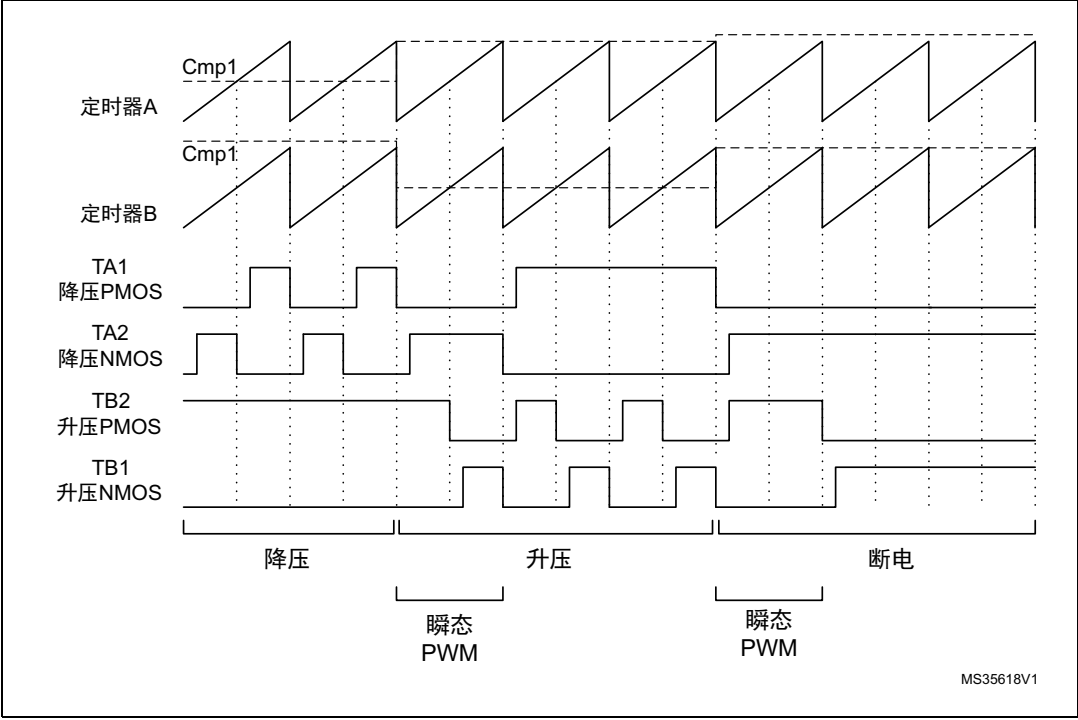 Cmp1
定时器A
Cmp1
定时器B
TA1
降压PMOS
TA2
降压NMOS
TB2
升压PMOS
TB1
升压NMOS
降压
升压
断电
瞬态
PWM
瞬态
PWM
MS35618V1